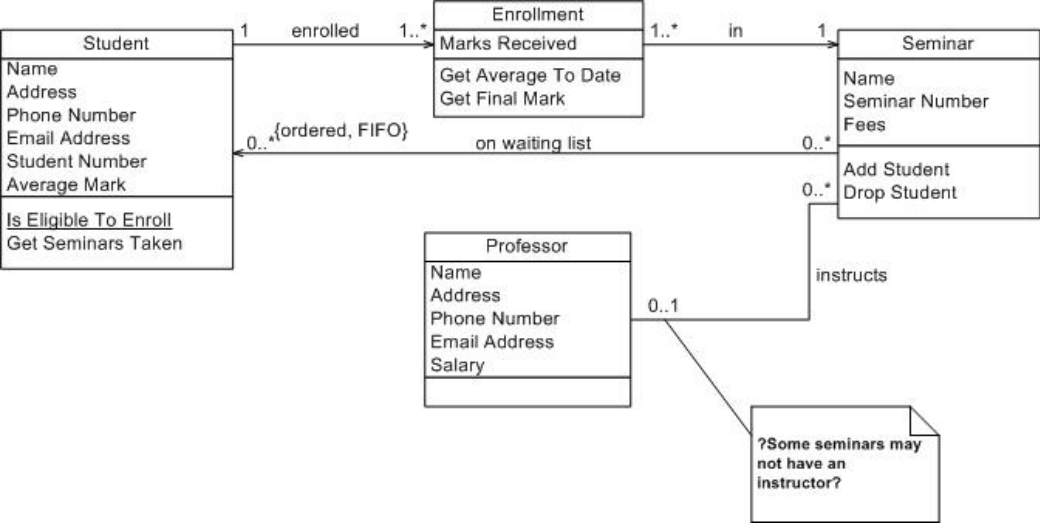 Student
Name
Address
Phone Number
Email Address
Student Number
Average Mark
Is Eligible To Enroll
Get Seminars Taken
1 enrolled 1..*
Enrollment
Marks Received
Get Average To Date
Get Final Mark
1..* in 1
Seminar
Name
Seminar Number
Fees
Add Student
Drop Student
0..* {ordered, FIFO} on waiting list 0..*
0..*
instructs
0..1
Professor
Name
Address
Phone Number
Email Address
Salary
?Some seminars may
not have an
instructor?